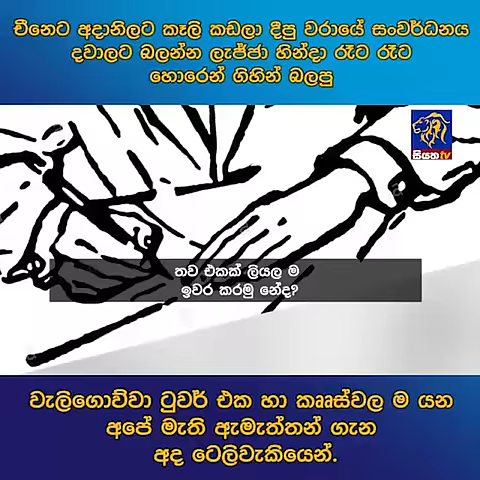 චීනෙට අදානිලට කෑලි කඩලා දීපු වරායේ සංවර්ධනය
දවාලට බලන්න ලැජ්ජා හින්දා රෑට රෑට
හොරෙන් ගිහින් බලපු
සියත tv
තව එකක් ලියල ම
ඉවර කරමු නේද?
වැලිගොව්වා ටුවර් එක හා කෲස්වල ම යන
අපේ මැති ඇමැත්තන් ගැන
අද ටෙලිවැකියෙන්.